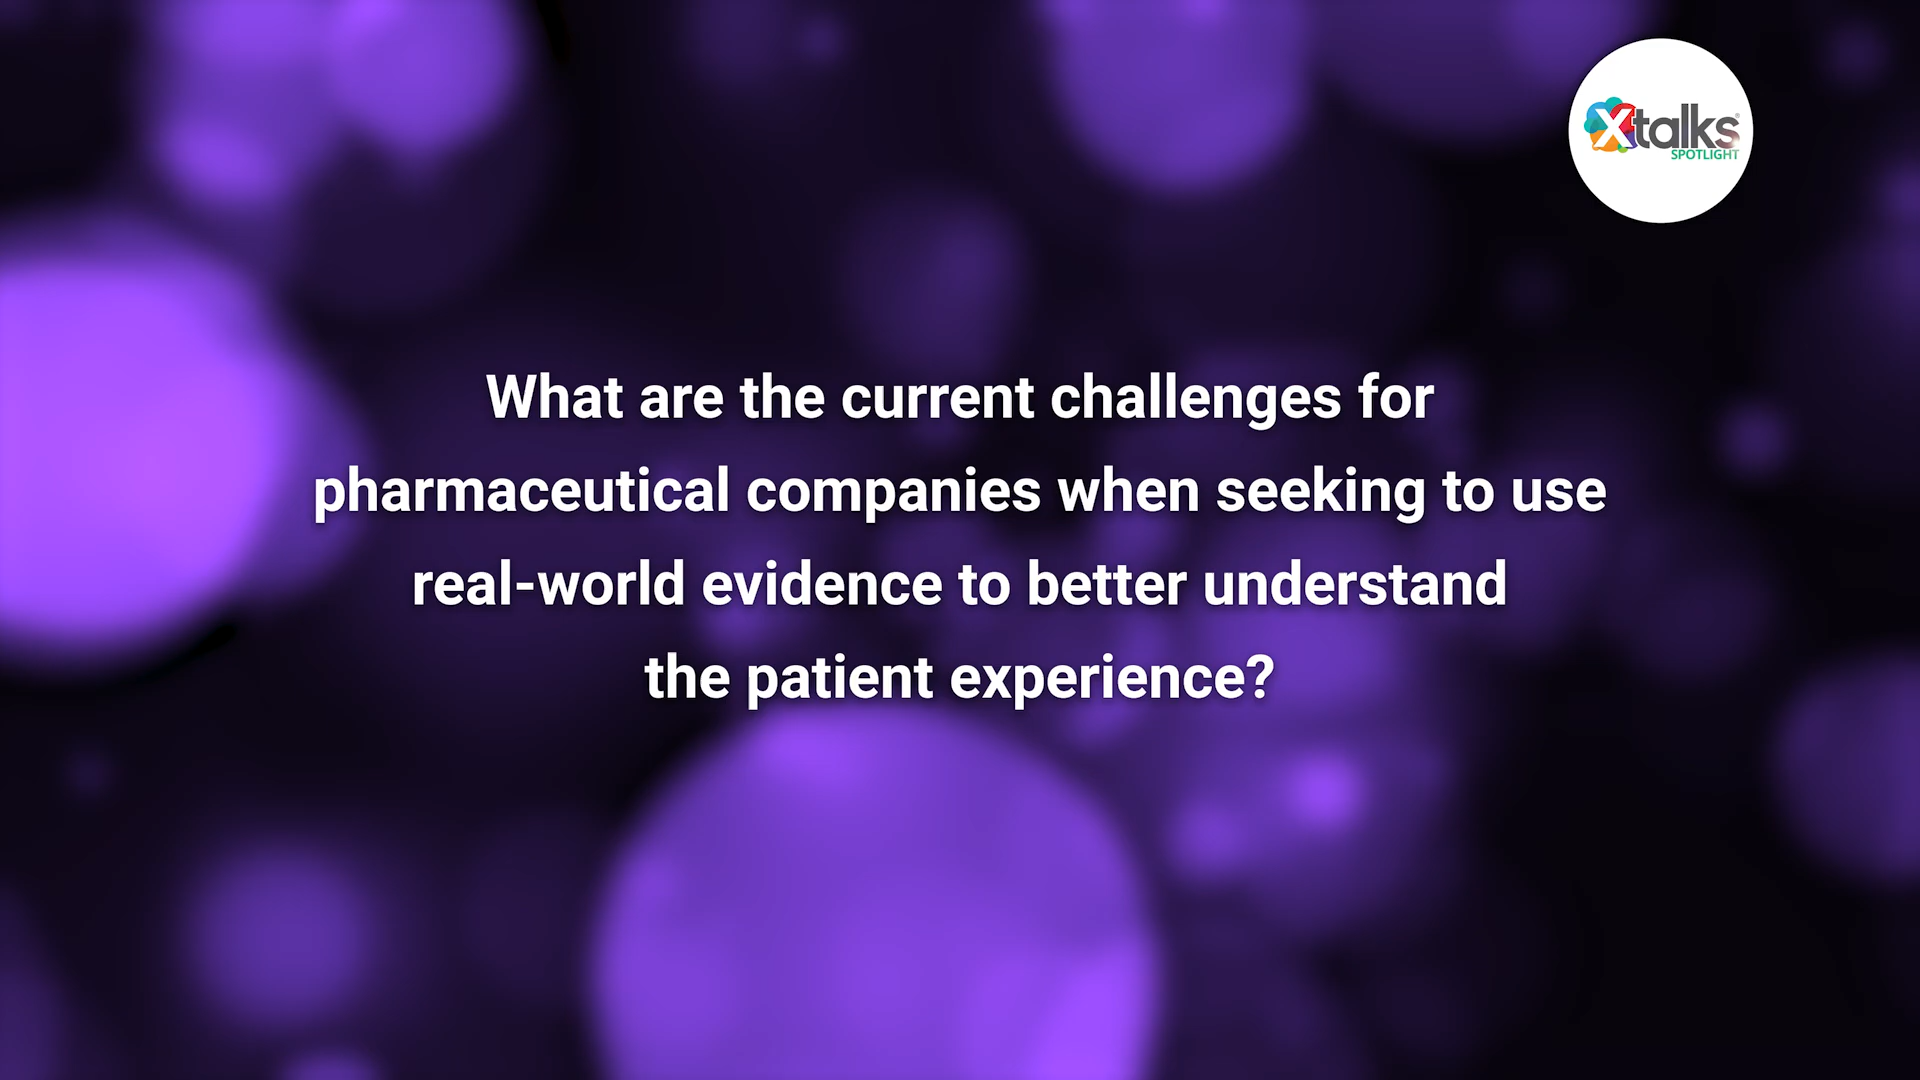 Xtalks
SPOTLIGHT
What are the current challenges for
pharmaceutical companies when seeking to use
real-world evidence to better understand
the patient experience?